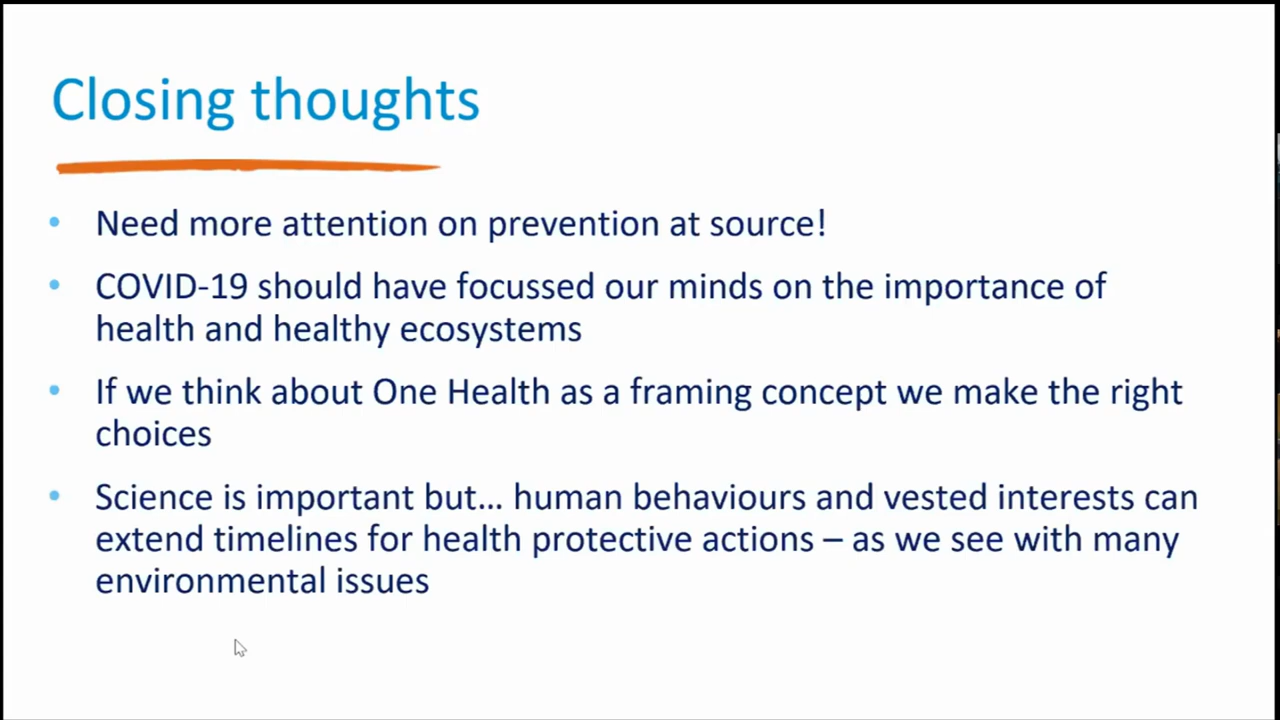 Closing thoughts
• Need more attention on prevention at source!
• COVID-19 should have focussed our minds on the importance of
health and healthy ecosystems
• If we think about One Health as a framing concept we make the right
choices
• Science is important but... human behaviours and vested interests can
extend timelines for health protective actions – as we see with many
environmental issues